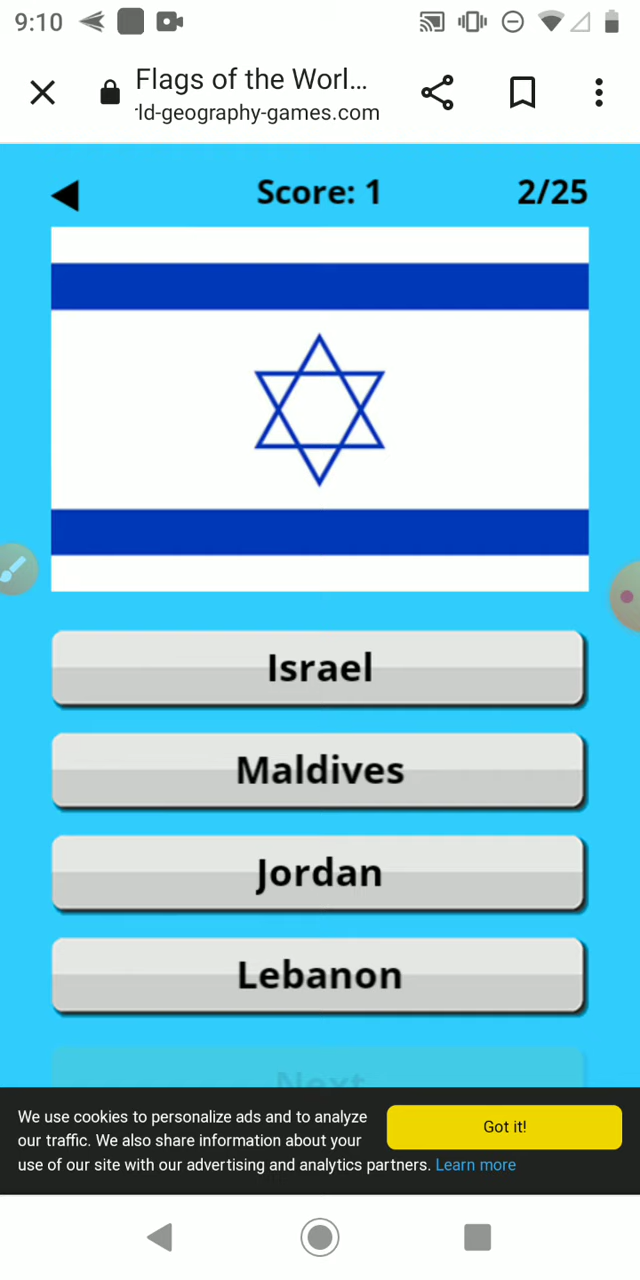 9:10
Flags of the Worl...
rld-geography-games.com
Score: 1
2/25
Israel
Maldives
Jordan
Lebanon
Next
We use cookies to personalize ads and to analyze
our traffic. We also share information about your
use of our site with our advertising and analytics partners. Learn more
Got it!